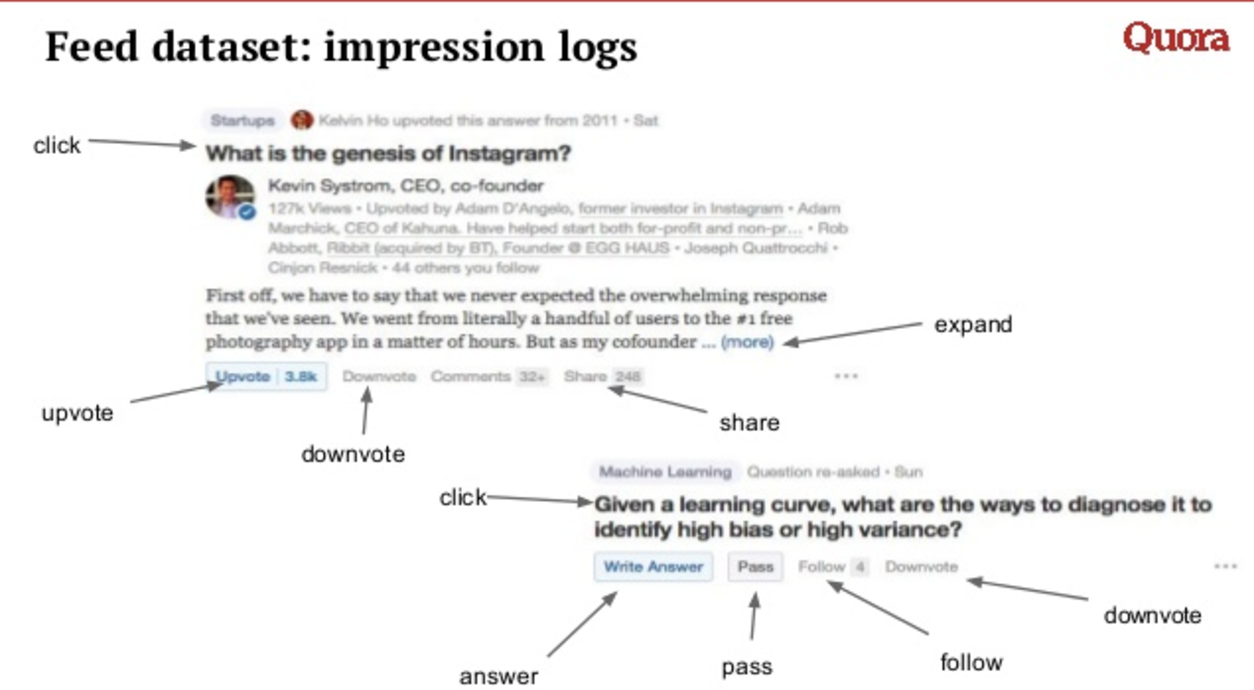 Feed dataset: impression logs
Quora
Startups Kelvin Ho upvoted this answer from 2011 • Sat
click
What is the genesis of Instagram?
Kevin Systrom, CEO, co-founder
127k Views • Upvoted by Adam D'Angelo, former investor in Instagram • Adam
Marchick, CEO of Kahuna. Have helped start both for-profit and non-pr... • Rob
Abbott, Ribbit (acquired by BT), Founder @ EGG HAUS • Joseph Quattrocchi •
Cinjon Resnick • 44 others you follow
First off, we have to say that we never expected the overwhelming response
that we've seen. We went from literally a handful of users to the #1 free
photography app in a matter of hours. But as my cofounder ... (more)
expand
Upvote 3.8k Downvote Comments 32+ Share 248 ...
upvote
downvote
share
Machine Learning Question re-asked • Sun
click
Given a learning curve, what are the ways to diagnose it to
identify high bias or high variance?
Write Answer Pass Follow 4 Downvote ...
answer
pass
follow
downvote